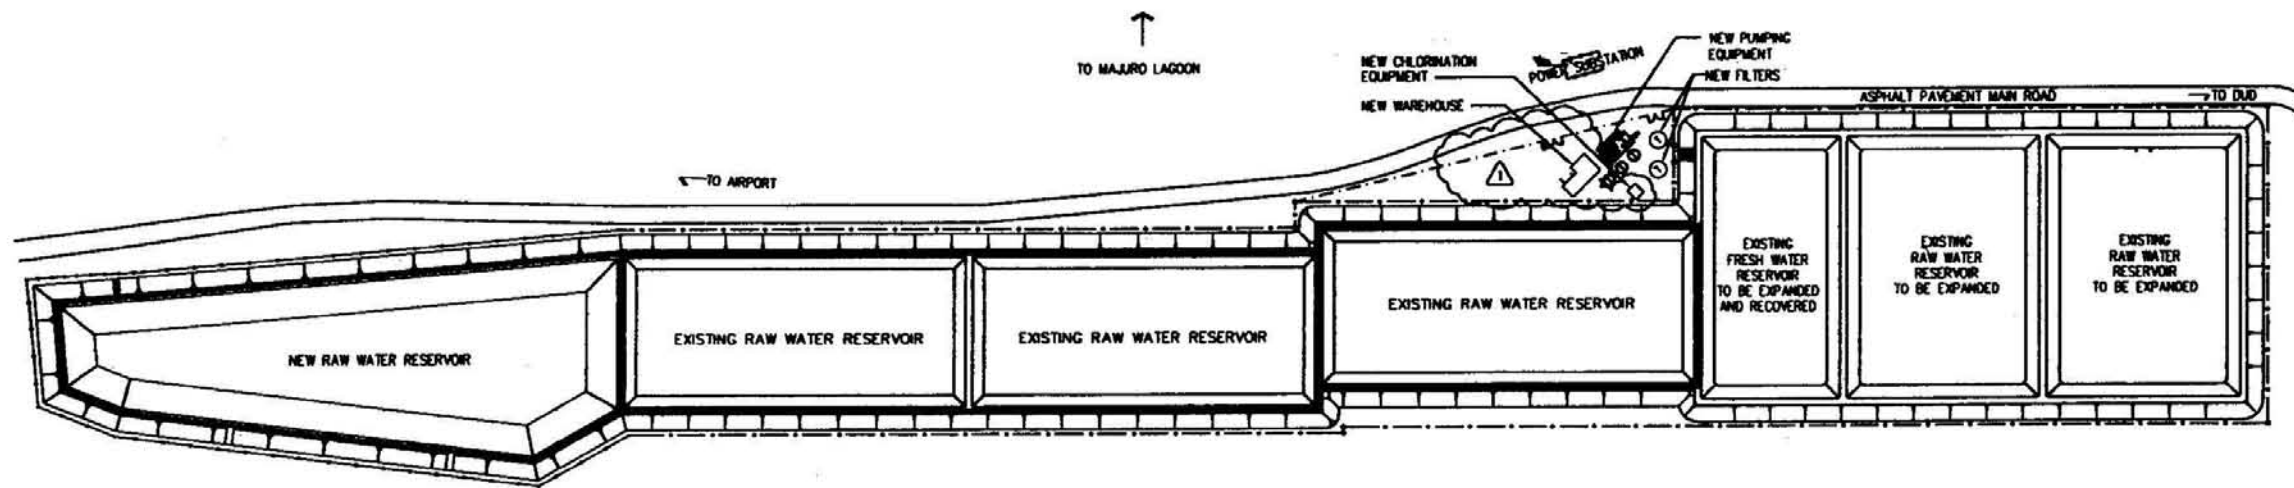 TO MAJURO LAGOON
NEW CHLORINATION
EQUIPMENT
NEW WAREHOUSE
POWER SUBSTATION
NEW PUMPING
EQUIPMENT
NEW FILTERS
ASPHALT PAVEMENT MAIN ROAD
TO DUD
TO AIRPORT
1
NEW RAW WATER RESERVOIR
EXISTING RAW WATER RESERVOIR
EXISTING RAW WATER RESERVOIR
EXISTING RAW WATER RESERVOIR
EXISTING
FRESH WATER
RESERVOIR
TO BE EXPANDED
AND RECOVERED
EXISTING
RAW WATER
RESERVOIR
TO BE EXPANDED
EXISTING
RAW WATER
RESERVOIR
TO BE EXPANDED